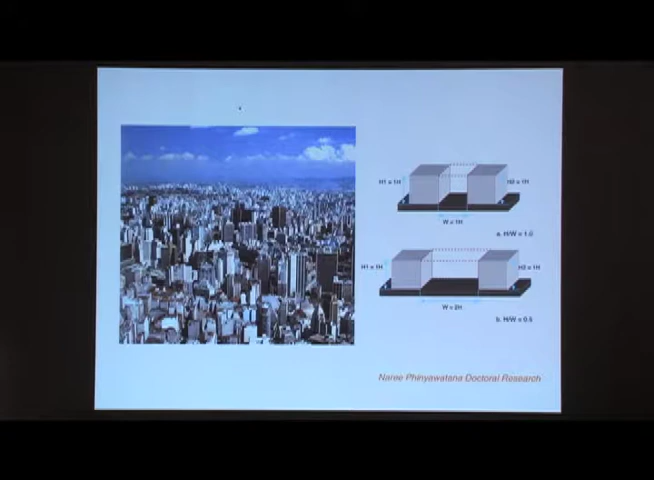 H1 = 1H
H2 = 1H
W = 1H
a. H/W = 1.0
H1 = 1H
H2 = 1H
W = 2H
b. H/W = 0.5
Naree Phinyawatana Doctoral Research